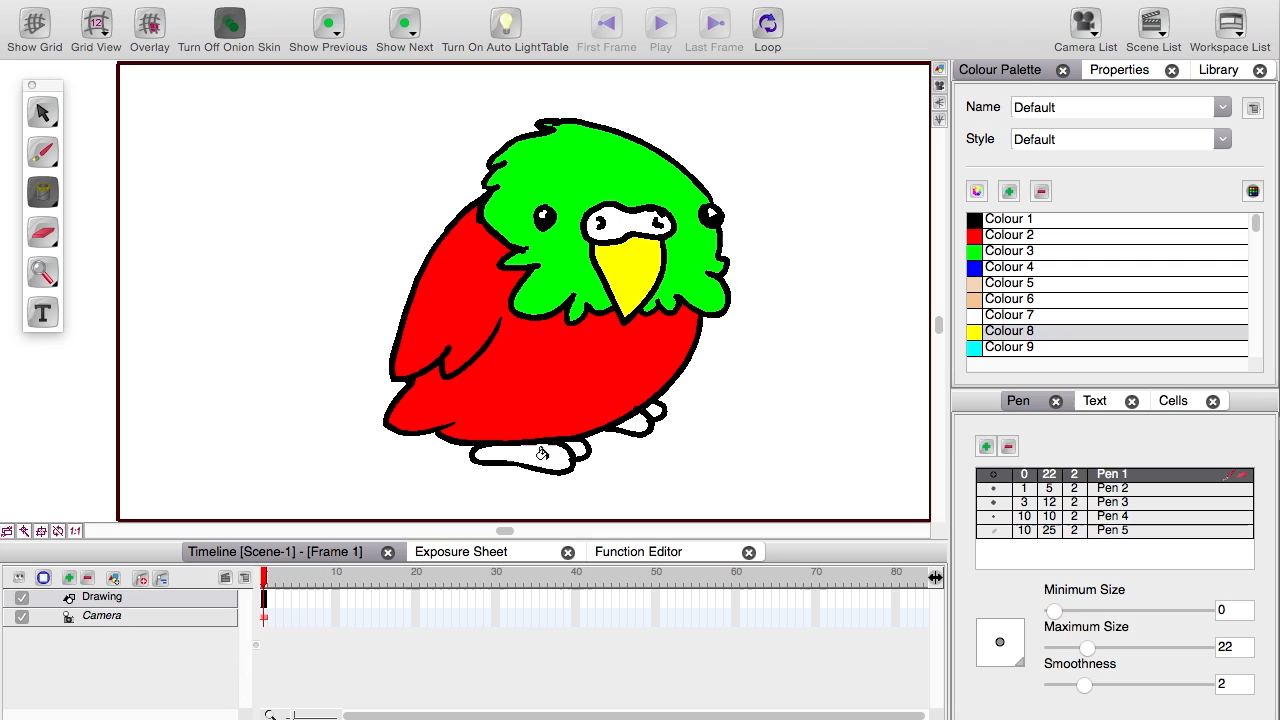 Show Grid Grid View Overlay Turn Off Onion Skin Show Previous Show Next Turn On Auto LightTable First Frame Play Last Frame Loop Camera List Scene List Workspace List
12
Colour Palette Properties Library
Name Default
Style Default
Colour 1
Colour 2
Colour 3
Colour 4
Colour 5
Colour 6
Colour 7
Colour 8
Colour 9
T
Pen Text Cells
0 22 2 Pen 1
1 5 2 Pen 2
3 12 2 Pen 3
10 10 2 Pen 4
10 25 2 Pen 5
1:1
Timeline [Scene-1] - [Frame 1] Exposure Sheet Function Editor
10 20 30 40 50 60 70 80
Drawing
Camera
Minimum Size
0
Maximum Size
22
Smoothness
2